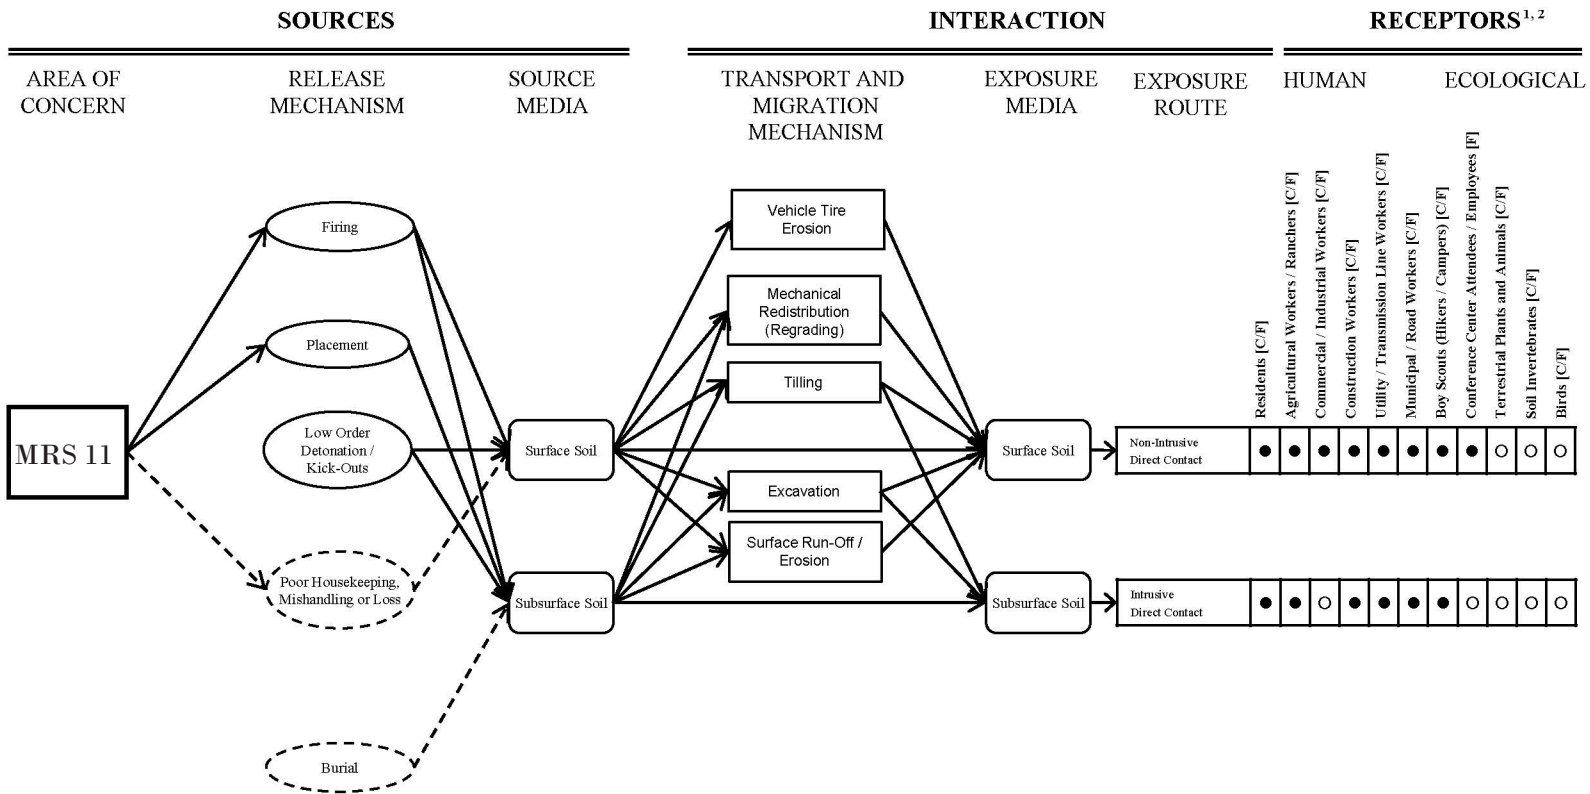 SOURCES
INTERACTION
RECEPTORS1, 2
AREA OF
CONCERN
RELEASE
MECHANISM
SOURCE
MEDIA
TRANSPORT AND
MIGRATION
MECHANISM
EXPOSURE
MEDIA
EXPOSURE
ROUTE
HUMAN
ECOLOGICAL
Residents [C/F]
Agricultural Workers / Ranchers [C/F]
Commercial / Industrial Workers [C/F]
Construction Workers [C/F]
Utility / Transmission Line Workers [C/F]
Municipal / Road Workers [C/F]
Boy Scouts (Hikers / Campers) [C/F]
Conference Center Attendees / Employees [F]
Terrestrial Plants and Animals [C/F]
Soil Invertebrates [C/F]
Birds [C/F]
MRS 11
Firing
Placement
Low Order
Detonation /
Kick-Outs
Poor Housekeeping,
Mishandling or Loss
Burial
Surface Soil
Subsurface Soil
Vehicle Tire
Erosion
Mechanical
Redistribution
(Regrading)
Tilling
Excavation
Surface Run-Off /
Erosion
Surface Soil
Subsurface Soil
Non-Intrusive
Direct Contact
Intrusive
Direct Contact